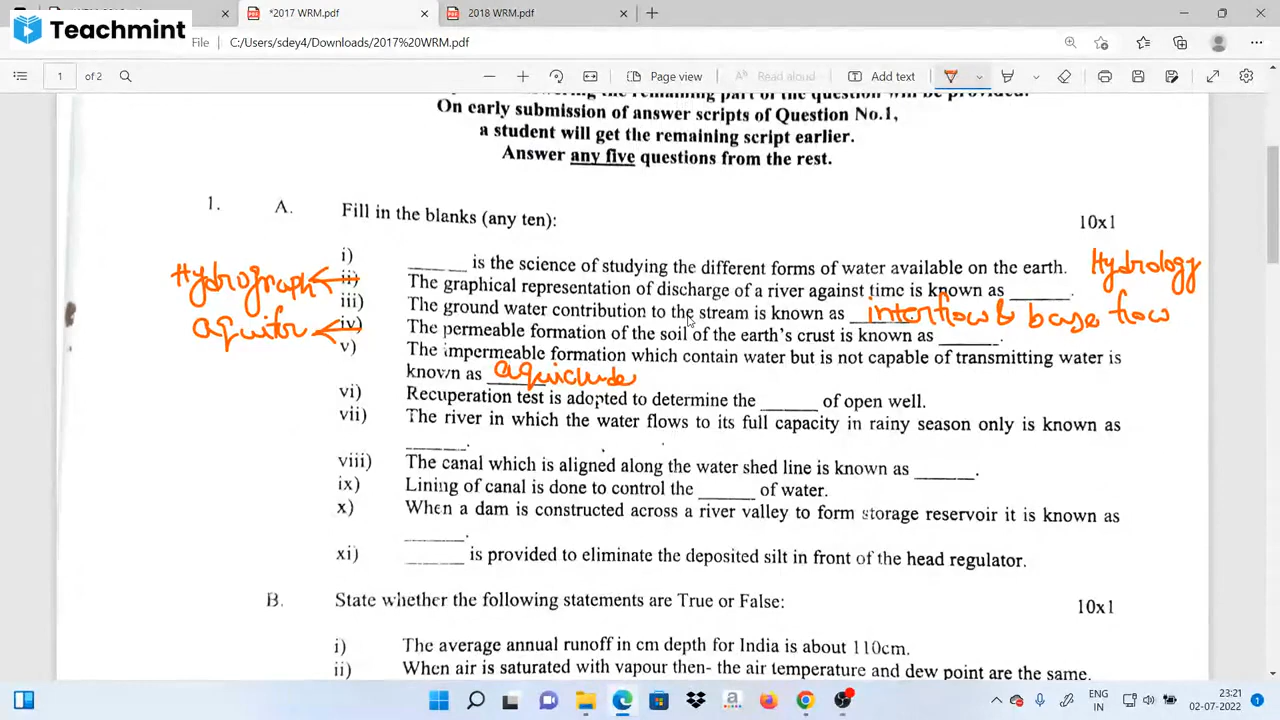 *2017 WRM.pdf
2018 WRM.pdf
Teachmint
File C:/Users/sdey4/Downloads/2017%20WRM.pdf
1 of 2
Page view
Read aloud
Add text
On early submission of answer scripts of Question No.1,
a student will get the remaining script earlier.
Answer any five questions from the rest.
1. A. Fill in the blanks (any ten): 10x1
i) ______ is the science of studying the different forms of water available on the earth. Hydrology
Hydrograph ii) The graphical representation of discharge of a river against time is known as ______.
iii) The ground water contribution to the stream is known as ______ interflow & base flow
aquifer iv) The permeable formation of the soil of the earth's crust is known as ______.
v) The impermeable formation which contain water but is not capable of transmitting water is
known as ______ aquiclude
vi) Recuperation test is adopted to determine the ______ of open well.
vii) The river in which the water flows to its full capacity in rainy season only is known as
______.
viii) The canal which is aligned along the water shed line is known as ______.
ix) Lining of canal is done to control the ______ of water.
x) When a dam is constructed across a river valley to form storage reservoir it is known as
______.
xi) ______ is provided to eliminate the deposited silt in front of the head regulator.
B. State whether the following statements are True or False: 10x1
i) The average annual runoff in cm depth for India is about 110cm.
ii) When air is saturated with vapour then- the air temperature and dew point are the same.
ENG
IN
23:21
02-07-2022